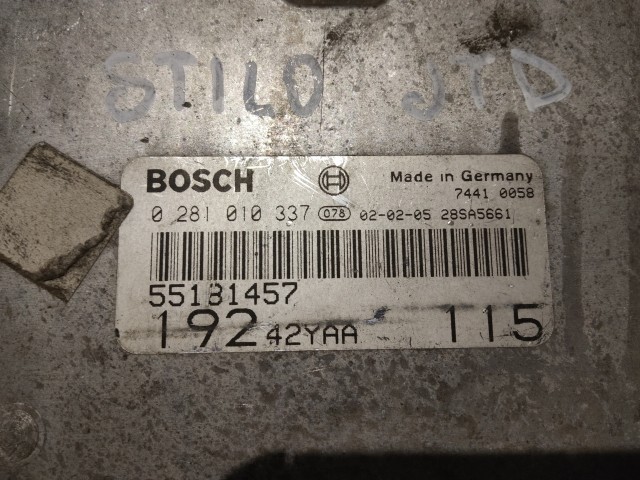 STILO JTD
BOSCH Made in Germany
7441 0058
0 281 010 337 078 02-02-05 28SA5661
55181457
192 42YAA 115